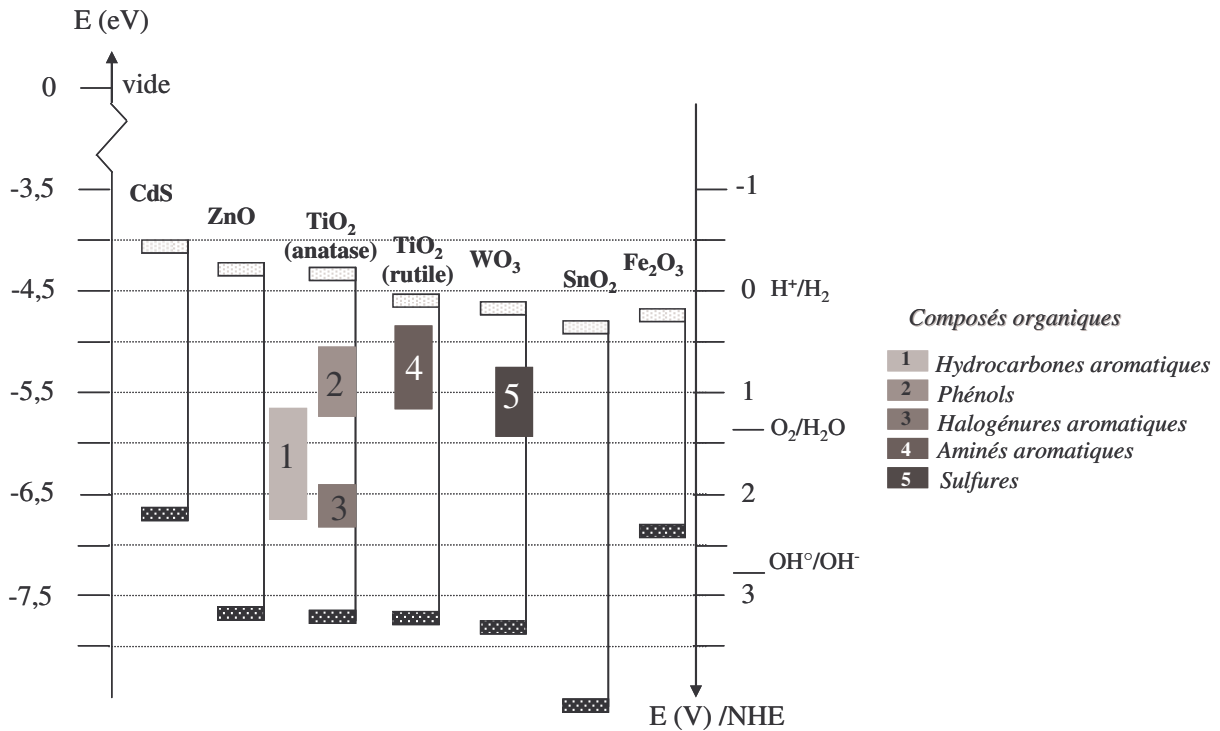 E (eV)
0
vide
-3,5
-4,5
-5,5
-6,5
-7,5
CdS
ZnO
TiO₂
(anatase)
TiO₂
(rutile)
WO₃
SnO₂
Fe₂O₃
1
2
3
4
5
-1
0 H⁺/H₂
1
O₂/H₂O
2
OH°/OH⁻
3
E (V) /NHE
Composés organiques
1 Hydrocarbones aromatiques
2 Phénols
3 Halogénures aromatiques
4 Aminés aromatiques
5 Sulfures